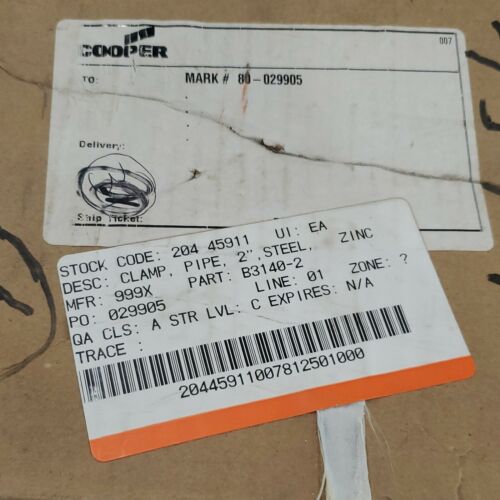 COOPER
007
TO:
MARK # 80-029905
Delivery:
Ship Ticket:
STOCK CODE: 204 45911 UI: EA
DESC: CLAMP, PIPE, 2",STEEL, ZINC
MFR: 999X PART: B3140-2
PO: 029905 LINE: 01 ZONE: ?
QA CLS: A STR LVL: C EXPIRES: N/A
TRACE :
20445911007812501000